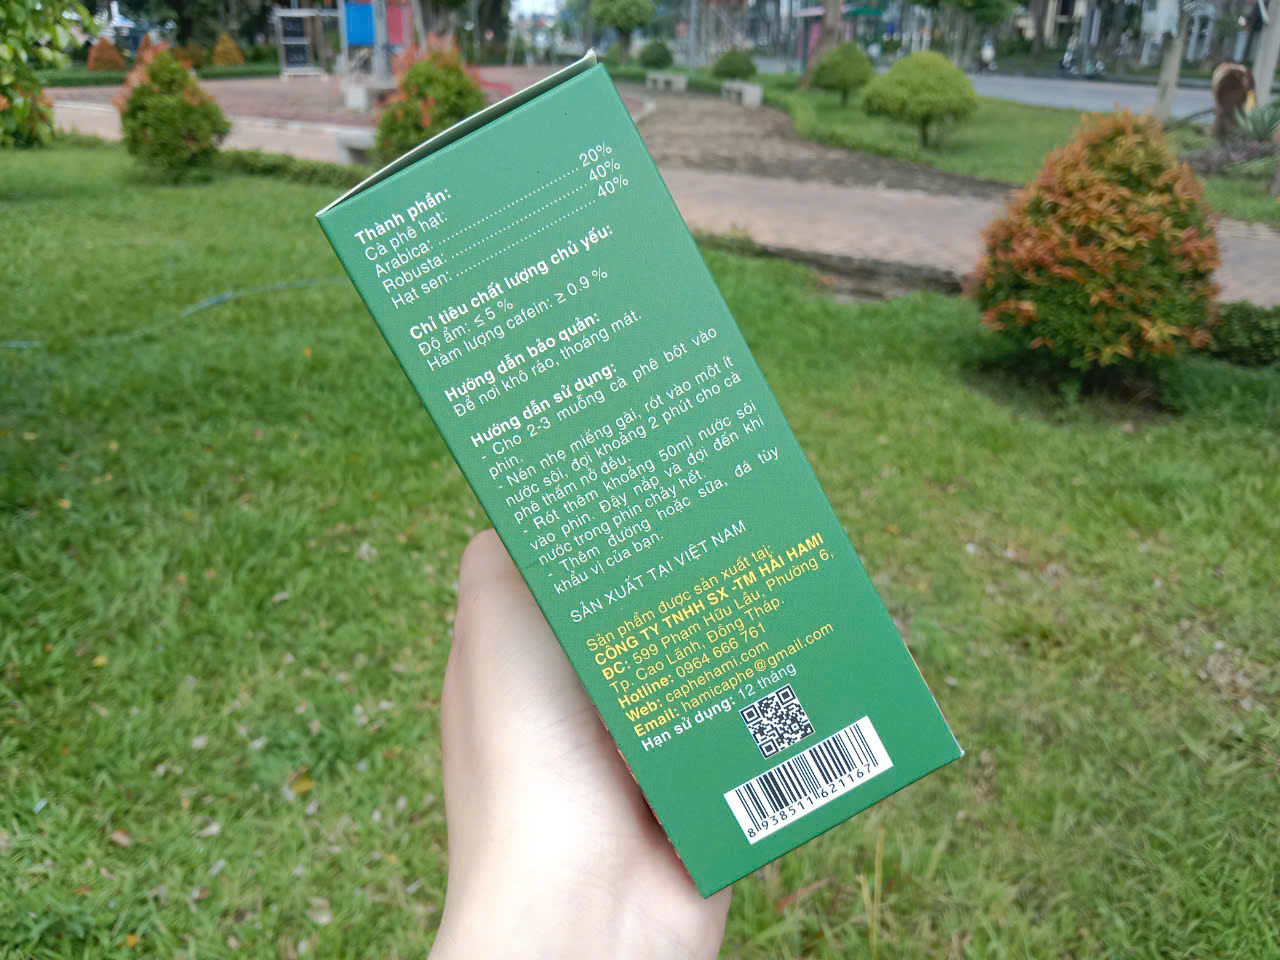 Thành phần:
Cà phê hạt:
Arabica: ................................ 20%
Robusta: ............................... 40%
Hạt sen: ............................... 40%
Chỉ tiêu chất lượng chủ yếu:
Độ ẩm: ≤ 5 %
Hàm lượng cafein: ≥ 0.9 %
Hướng dẫn bảo quản:
Để nơi khô ráo, thoáng mát.
Hướng dẫn sử dụng:
- Cho 2-3 muỗng cà phê bột vào
phin.
- Nén nhẹ miếng gài, rót vào một ít
nước sôi, đợi khoảng 2 phút cho cà
phê thấm nở đều.
- Rót thêm khoảng 50ml nước sôi
vào phin. Đậy nắp và đợi đến khi
nước trong phin chảy hết.
- Thêm đường hoặc sữa, đá tùy
khẩu vị của bạn.
SẢN XUẤT TẠI VIỆT NAM
Sản phẩm được sản xuất tại:
CÔNG TY TNHH SX -TM HẢI HAMI
ĐC: 599 Phạm Hữu Lầu, Phường 6,
Tp. Cao Lãnh, Đồng Tháp.
Hotline: 0964 666 761
Web: caphehami.com
Email: hamicaphe@gmail.com
Hạn sử dụng: 12 tháng
8 938511 621167